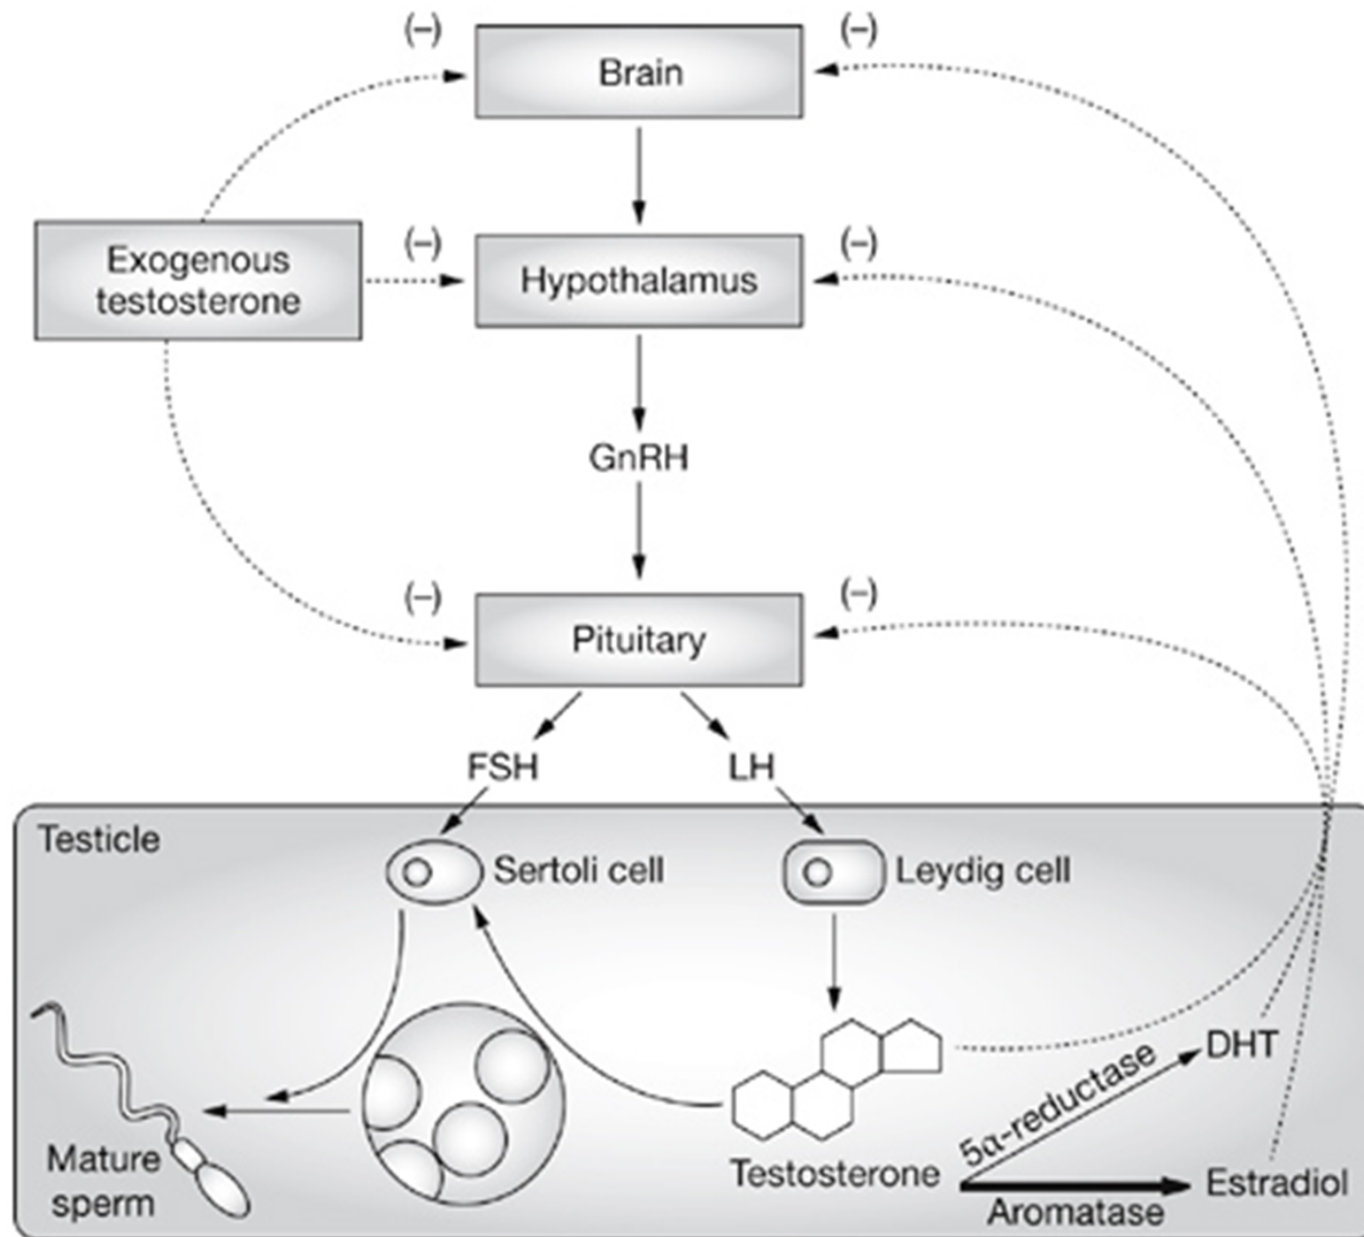 (–)
(–)
Brain
Exogenous
testosterone
(–)
(–)
Hypothalamus
GnRH
(–)
(–)
Pituitary
FSH
LH
Testicle
Sertoli cell
Leydig cell
DHT
5α-reductase
Mature
sperm
Testosterone
Estradiol
Aromatase